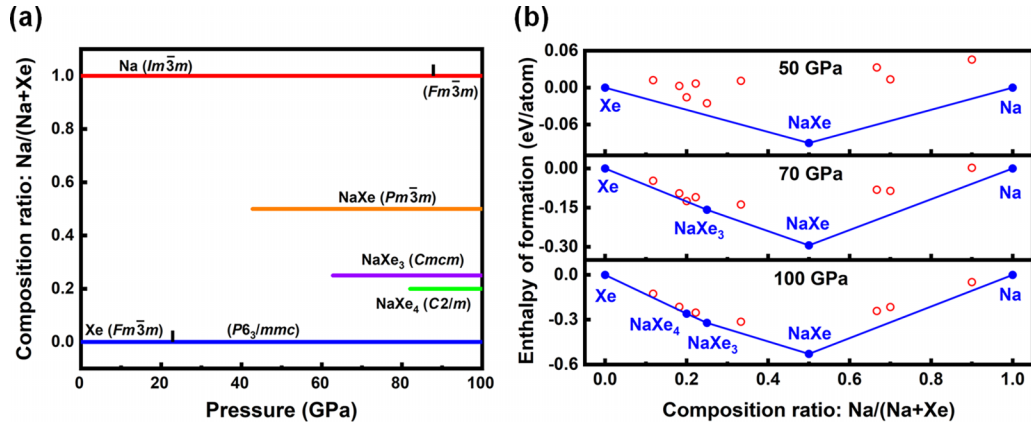 (a)
Composition ratio: Na/(Na+Xe)
1.0
0.8
0.6
0.4
0.2
0.0
Na (Im3̅m)
(Fm3̅m)
NaXe (Pm3̅m)
NaXe₃ (Cmcm)
NaXe₄ (C2/m)
Xe (Fm3̅m)
(P6₃/mmc)
0
20
40
60
80
100
Pressure (GPa)
(b)
Enthalpy of formation (eV/atom)
0.06
0.00
-0.06
50 GPa
Xe
NaXe
Na
0.00
-0.15
-0.30
70 GPa
Xe
NaXe₃
NaXe
Na
0.0
-0.3
-0.6
100 GPa
Xe
NaXe₄
NaXe₃
NaXe
Na
0.0
0.2
0.4
0.6
0.8
1.0
Composition ratio: Na/(Na+Xe)